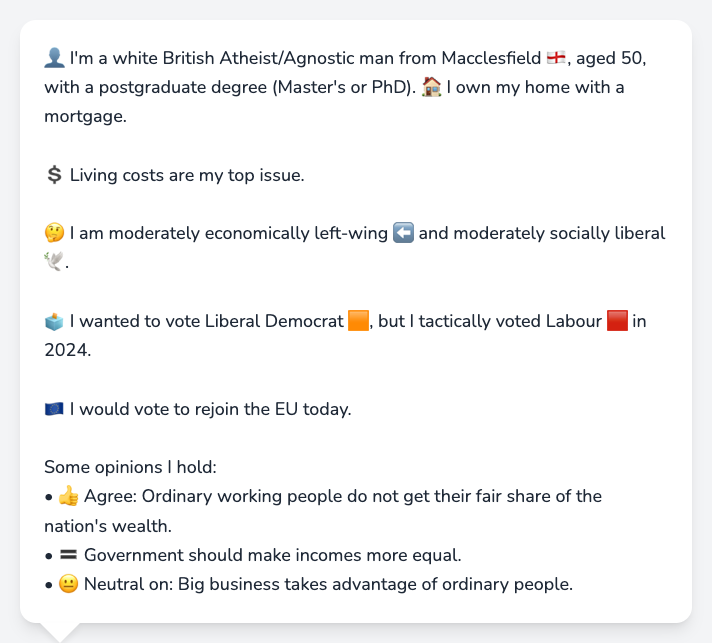 👤 I'm a white British Atheist/Agnostic man from Macclesfield 🏴󠁧󠁢󠁥󠁮󠁧󠁿, aged 50,
with a postgraduate degree (Master's or PhD). 🏠 I own my home with a
mortgage.
💲 Living costs are my top issue.
🤔 I am moderately economically left-wing ⬅️ and moderately socially liberal
🕊️.
🗳️ I wanted to vote Liberal Democrat 🟧, but I tactically voted Labour 🟥 in
2024.
🇪🇺 I would vote to rejoin the EU today.
Some opinions I hold:
• 👍 Agree: Ordinary working people do not get their fair share of the
nation's wealth.
• 🟰 Government should make incomes more equal.
• 😐 Neutral on: Big business takes advantage of ordinary people.